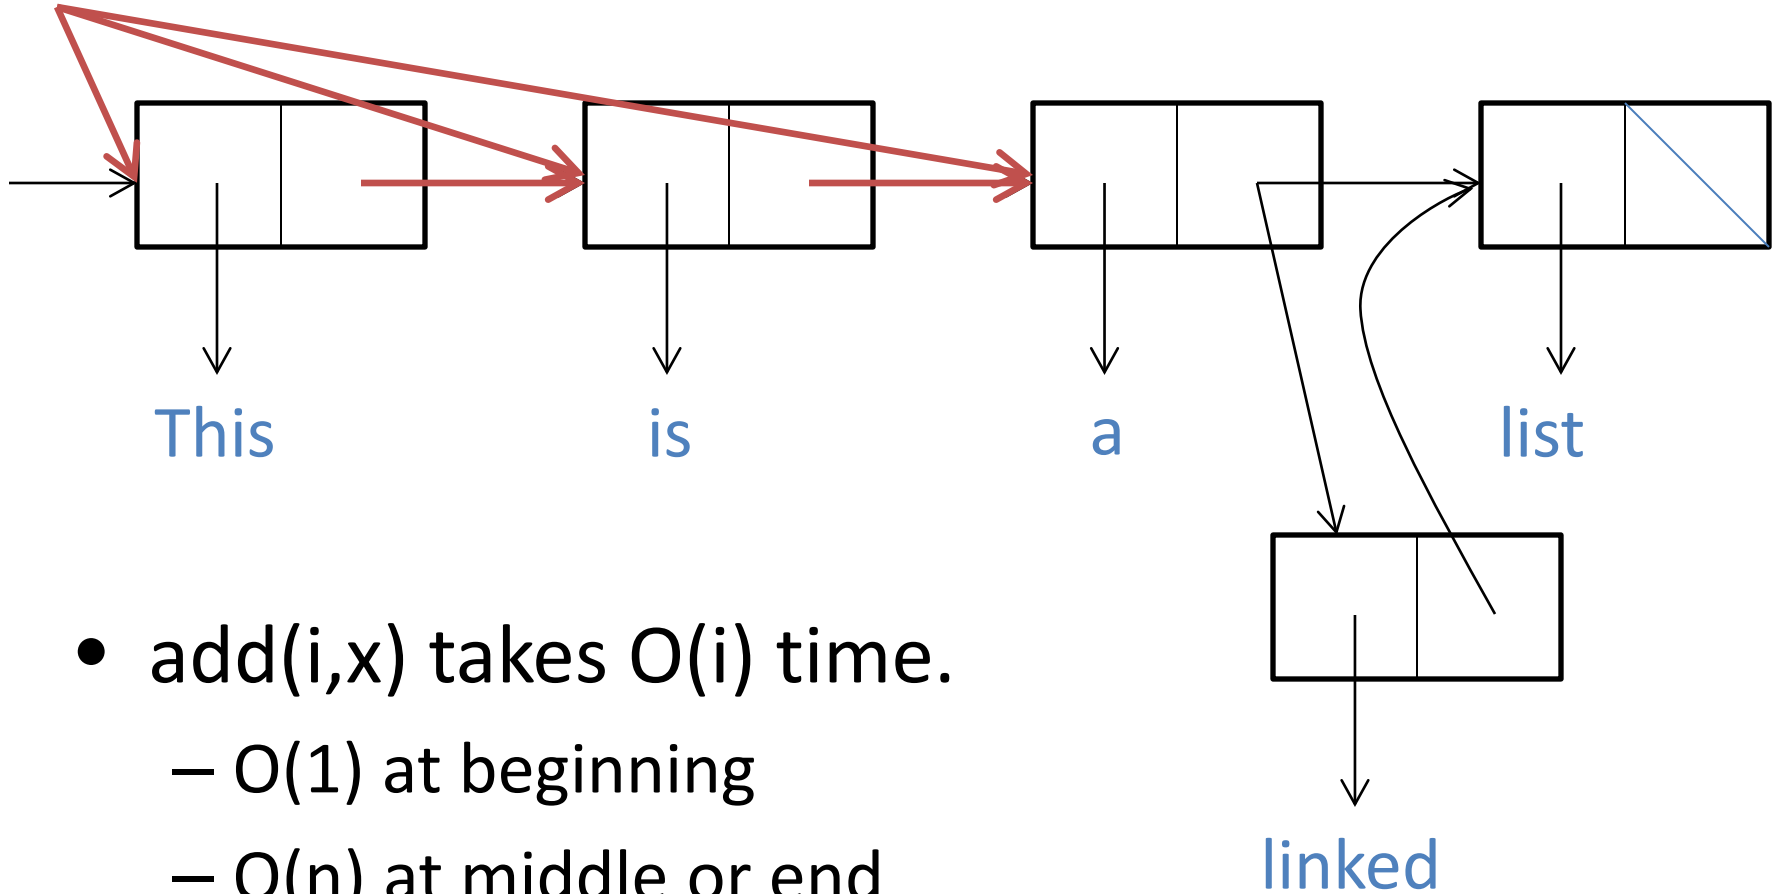 This is a list
• add(i,x) takes O(i) time.
– O(1) at beginning
– O(n) at middle or end
linked